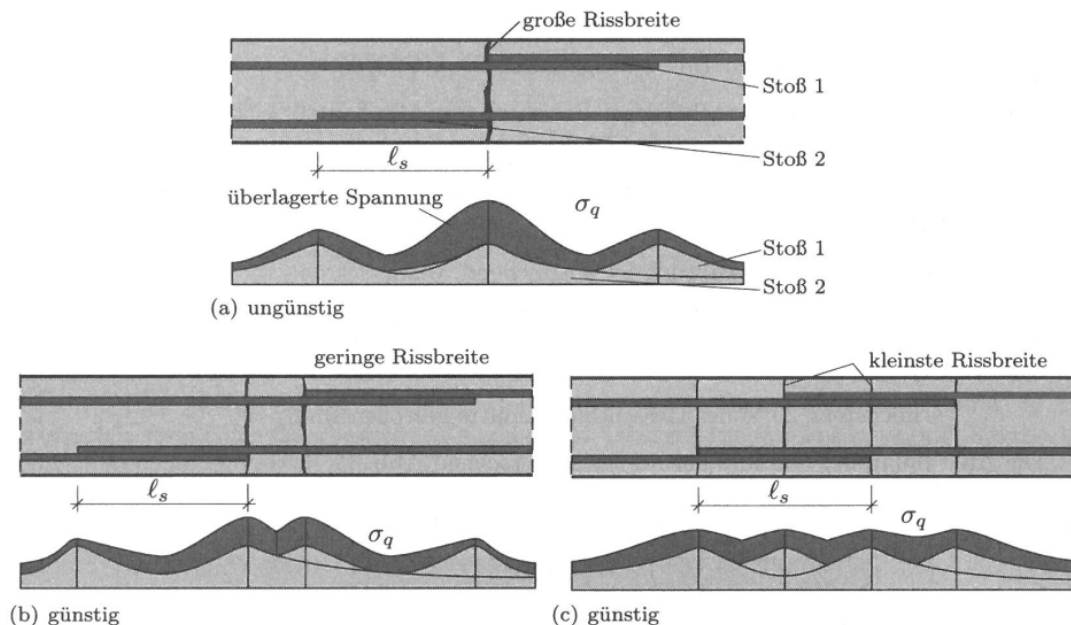 große Rissbreite
Stoß 1
Stoß 2
ℓs
überlagerte Spannung
σq
Stoß 1
Stoß 2
(a) ungünstig
geringe Rissbreite
ℓs
σq
(b) günstig
kleinste Rissbreite
ℓs
σq
(c) günstig